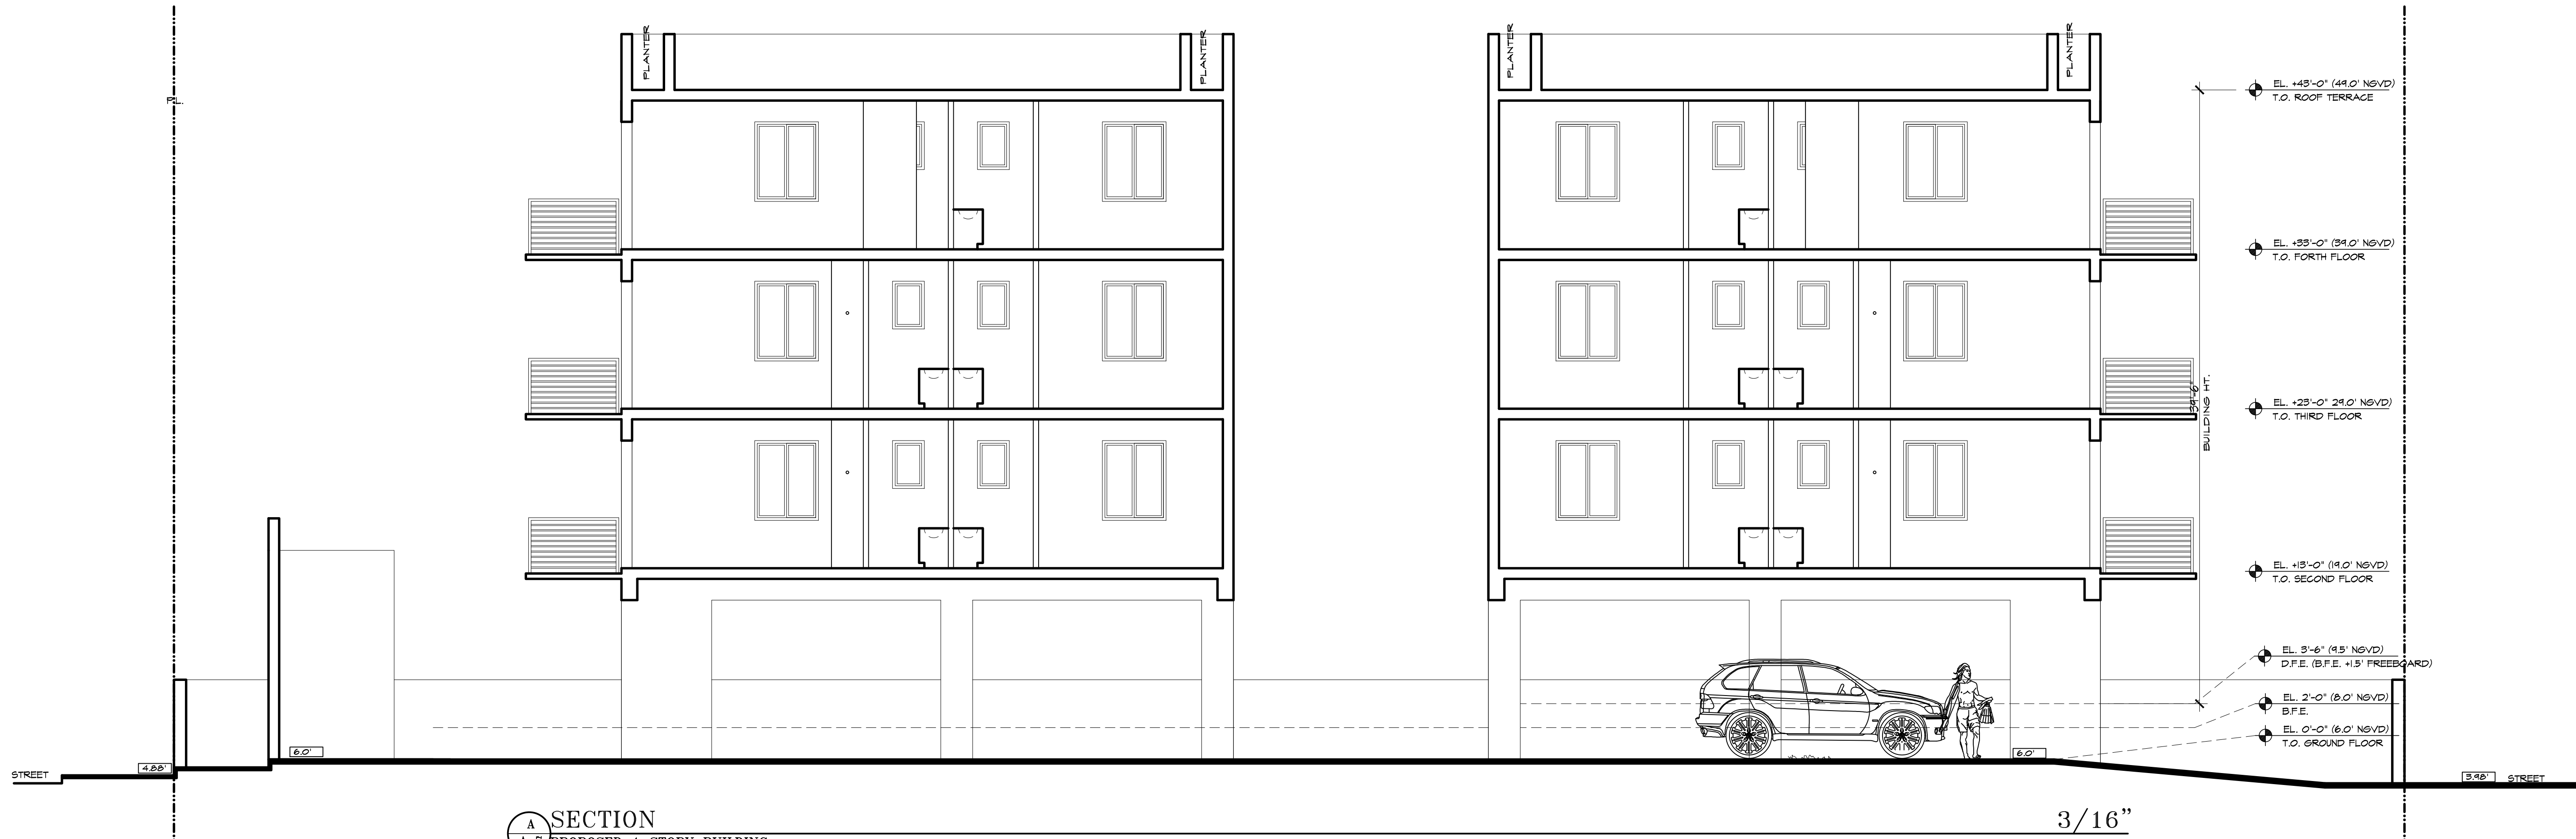 PLANTER
PLANTER
PLANTER
PLANTER
P.L.
EL. +43'-0" (49.0' NGVD)
T.O. ROOF TERRACE
EL. +33'-0" (39.0' NGVD)
T.O. FORTH FLOOR
EL. +23'-0" 29.0' NGVD)
T.O. THIRD FLOOR
39'-6"
BUILDING HT.
EL. +13'-0" (19.0' NGVD)
T.O. SECOND FLOOR
EL. 3'-6" (9.5' NGVD)
D.F.E. (B.F.E. +1.5' FREEBOARD)
EL. 2'-0" (8.0' NGVD)
B.F.E.
EL. 0'-0" (6.0' NGVD)
T.O. GROUND FLOOR
6.0'
6.0'
STREET
4.88'
3.98'
STREET
A
SECTION
3/16"